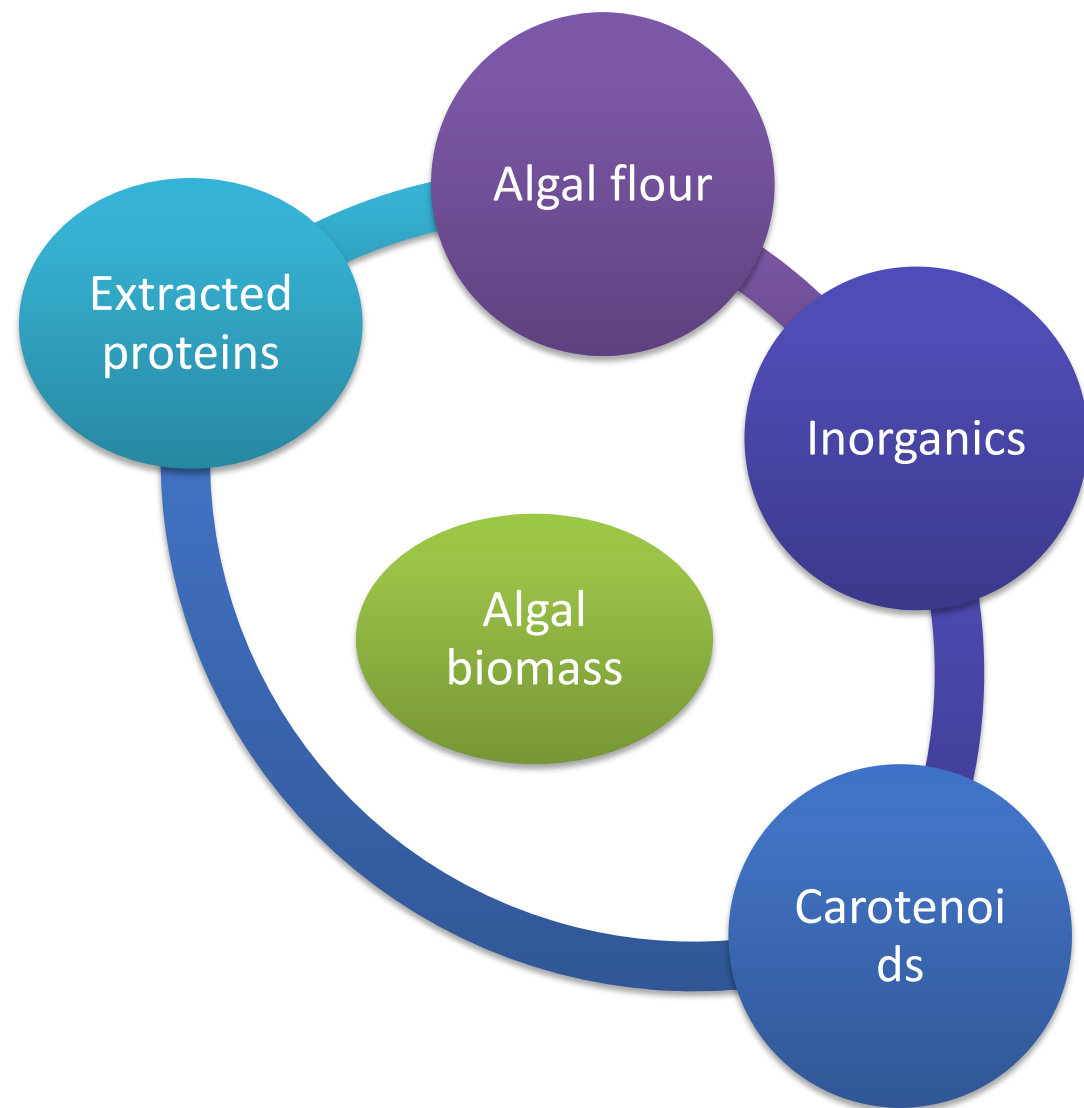 Algal flour
Extracted
proteins
Inorganics
Algal
biomass
Carotenoi
ds